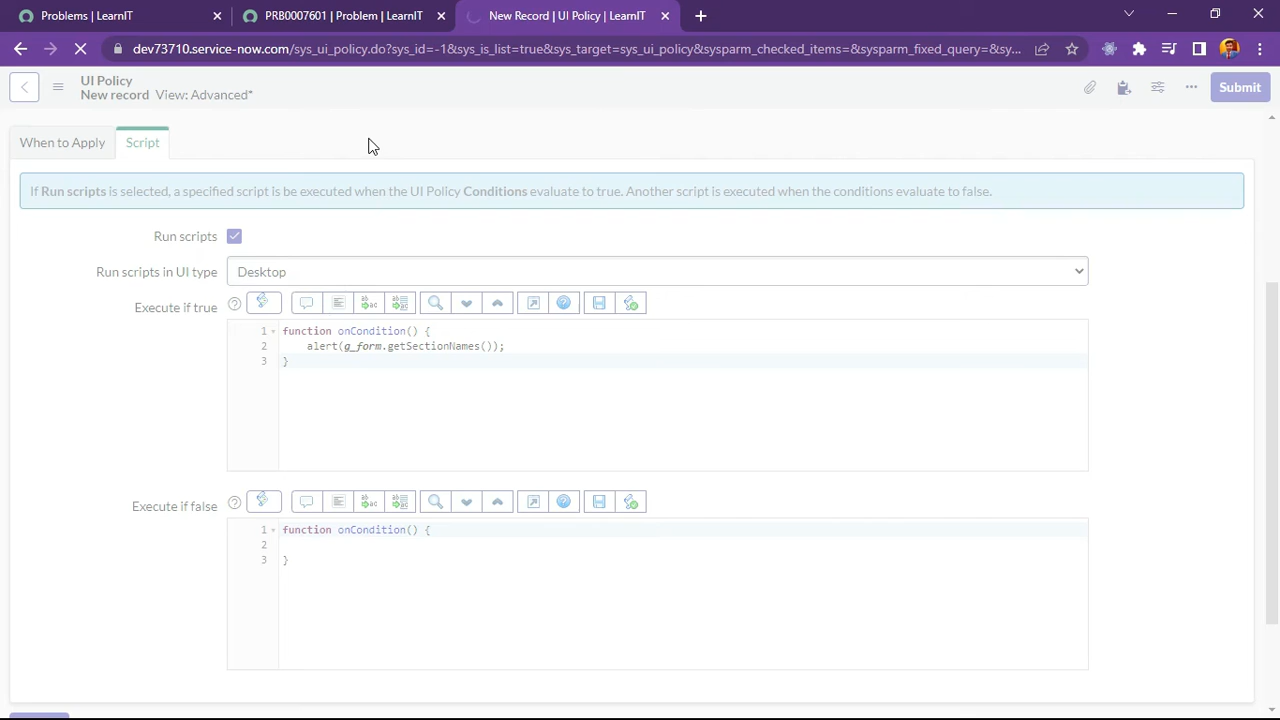 Problems | LearnIT
PRB0007601 | Problem | LearnIT
New Record | UI Policy | LearnIT
dev73710.service-now.com/sys_ui_policy.do?sys_id=-1&sys_is_list=true&sys_target=sys_ui_policy&sysparm_checked_items=&sysparm_fixed_query=&sy...
UI Policy
New record View: Advanced*
Submit
When to Apply
Script
If Run scripts is selected, a specified script is be executed when the UI Policy Conditions evaluate to true. Another script is executed when the conditions evaluate to false.
Run scripts
Run scripts in UI type
Desktop
Execute if true
1 function onCondition() {
2 alert(g_form.getSectionNames());
3 }
Execute if false
1 function onCondition() {
2
3 }